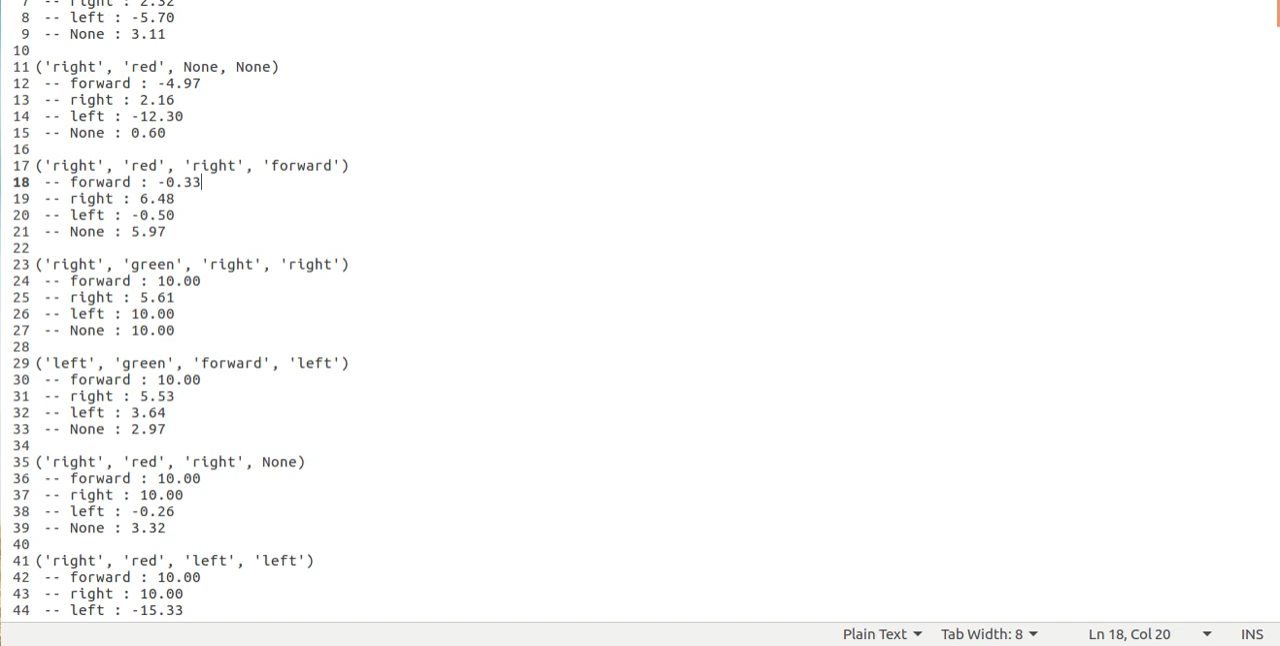 7 -- right : 2.32
8 -- left : -5.70
9 -- None : 3.11
10
11 ('right', 'red', None, None)
12 -- forward : -4.97
13 -- right : 2.16
14 -- left : -12.30
15 -- None : 0.60
16
17 ('right', 'red', 'right', 'forward')
18 -- forward : -0.33
19 -- right : 6.48
20 -- left : -0.50
21 -- None : 5.97
22
23 ('right', 'green', 'right', 'right')
24 -- forward : 10.00
25 -- right : 5.61
26 -- left : 10.00
27 -- None : 10.00
28
29 ('left', 'green', 'forward', 'left')
30 -- forward : 10.00
31 -- right : 5.53
32 -- left : 3.64
33 -- None : 2.97
34
35 ('right', 'red', 'right', None)
36 -- forward : 10.00
37 -- right : 10.00
38 -- left : -0.26
39 -- None : 3.32
40
41 ('right', 'red', 'left', 'left')
42 -- forward : 10.00
43 -- right : 10.00
44 -- left : -15.33
Plain Text Tab Width: 8 Ln 18, Col 20 INS